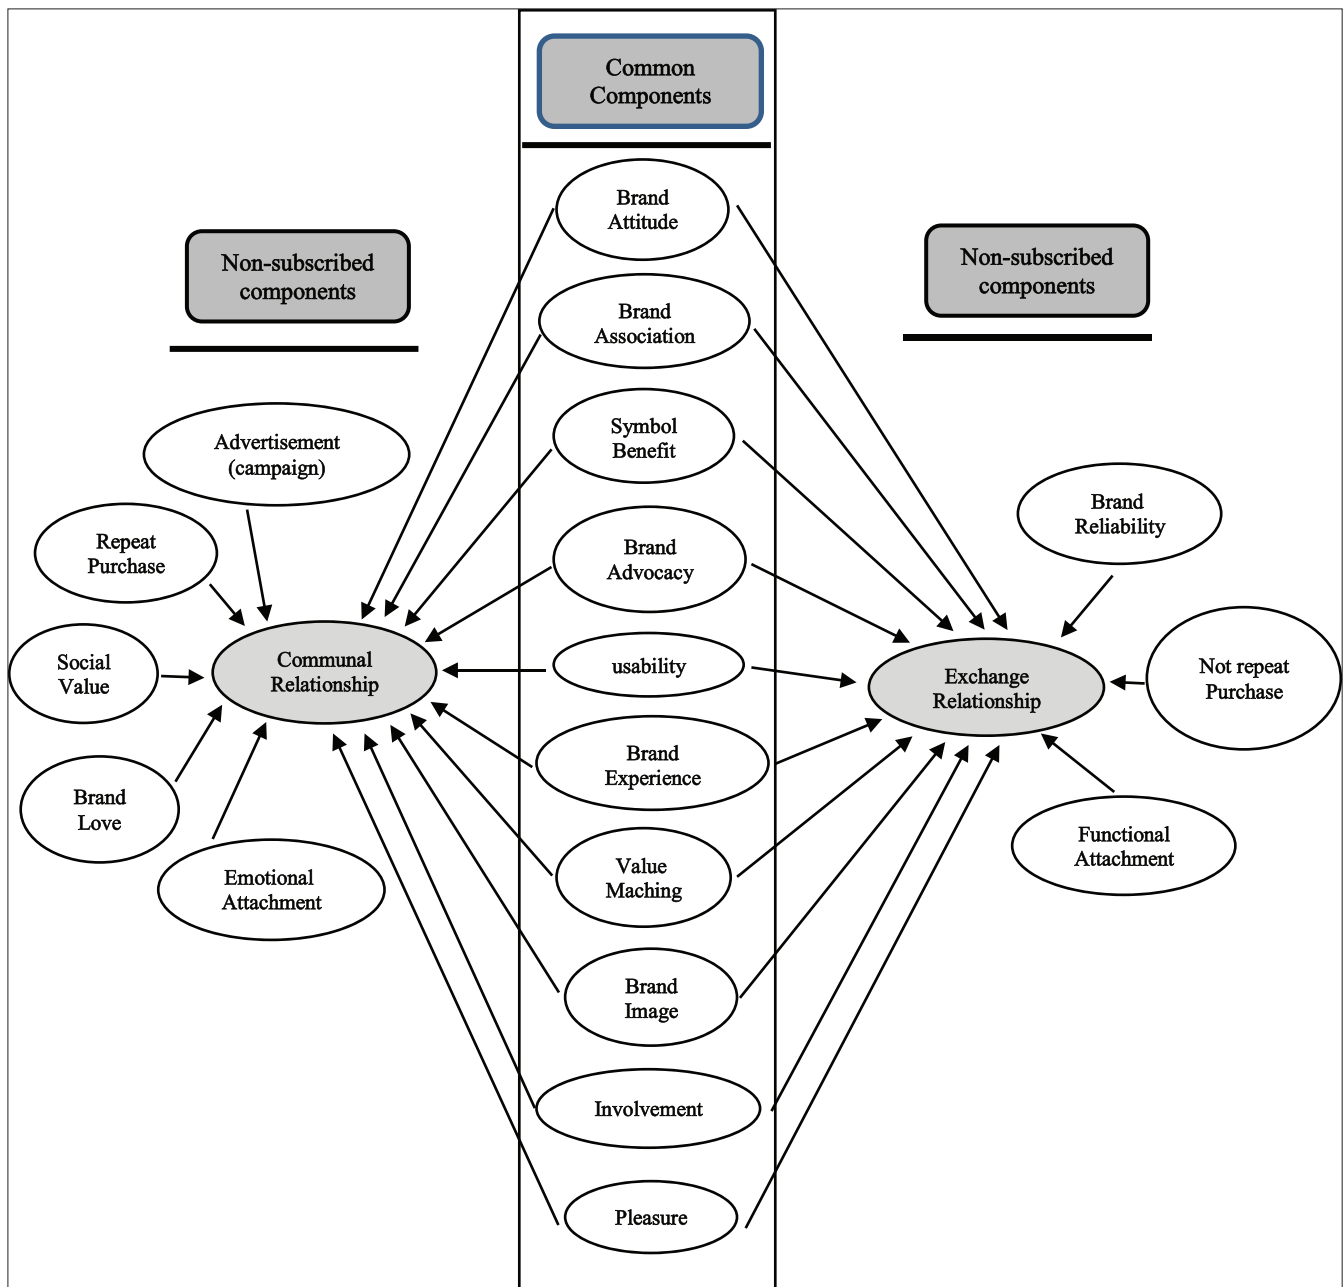 Common
Components
Non-subscribed
components
Non-subscribed
components
Brand
Attitude
Brand
Association
Symbol
Benefit
Brand
Advocacy
usability
Brand
Experience
Value
Maching
Brand
Image
Involvement
Pleasure
Advertisement
(campaign)
Repeat
Purchase
Social
Value
Brand
Love
Emotional
Attachment
Communal
Relationship
Exchange
Relationship
Brand
Reliability
Not repeat
Purchase
Functional
Attachment